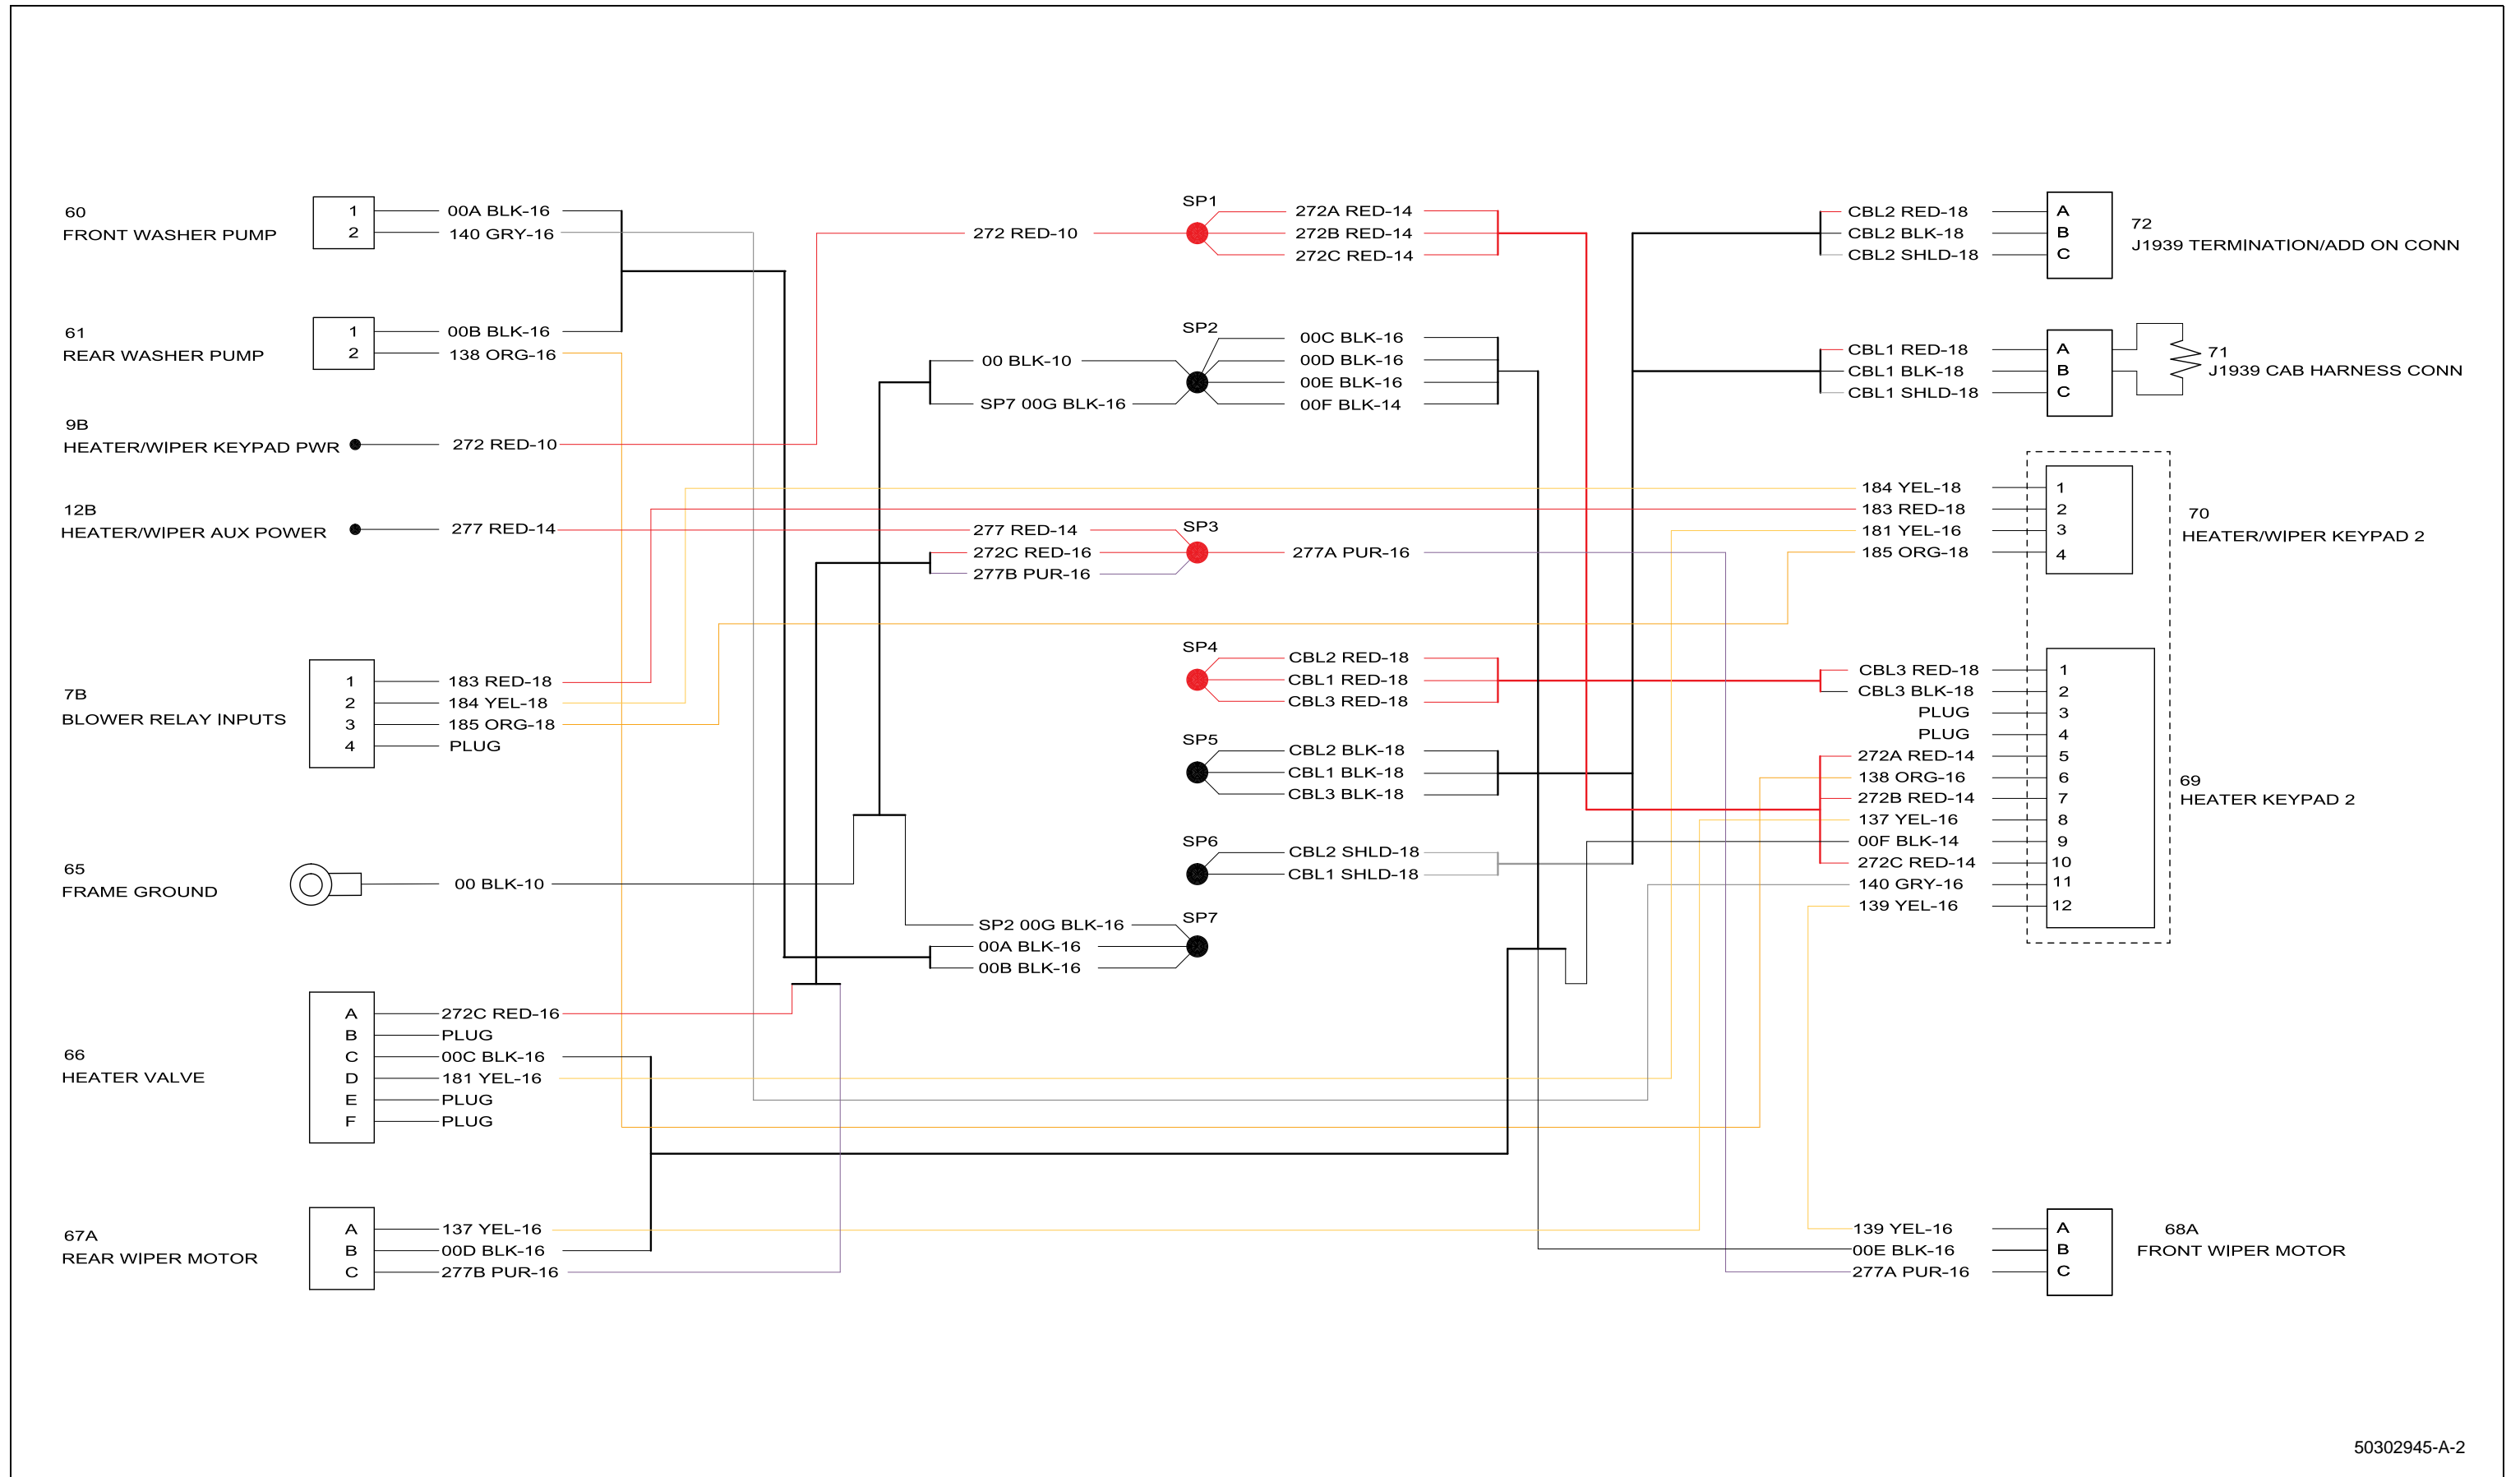 60
FRONT WASHER PUMP
1
2
00A BLK-16
140 GRY-16
61
REAR WASHER PUMP
1
2
00B BLK-16
138 ORG-16
9B
HEATER/WIPER KEYPAD PWR
272 RED-10
12B
HEATER/WIPER AUX POWER
277 RED-14
7B
BLOWER RELAY INPUTS
1
2
3
4
183 RED-18
184 YEL-18
185 ORG-18
PLUG
65
FRAME GROUND
00 BLK-10
66
HEATER VALVE
A
B
C
D
E
F
272C RED-16
PLUG
00C BLK-16
181 YEL-16
PLUG
PLUG
67A
REAR WIPER MOTOR
A
B
C
137 YEL-16
00D BLK-16
277B PUR-16
SP1
272 RED-10
272A RED-14
272B RED-14
272C RED-14
SP2
00 BLK-10
SP7 00G BLK-16
00C BLK-16
00D BLK-16
00E BLK-16
00F BLK-14
SP3
277 RED-14
272C RED-16
277B PUR-16
277A PUR-16
SP4
CBL2 RED-18
CBL1 RED-18
CBL3 RED-18
SP5
CBL2 BLK-18
CBL1 BLK-18
CBL3 BLK-18
SP6
CBL2 SHLD-18
CBL1 SHLD-18
SP7
SP2 00G BLK-16
00A BLK-16
00B BLK-16
CBL2 RED-18
CBL2 BLK-18
CBL2 SHLD-18
A
B
C
72
J1939 TERMINATION/ADD ON CONN
CBL1 RED-18
CBL1 BLK-18
CBL1 SHLD-18
A
B
C
71
J1939 CAB HARNESS CONN
184 YEL-18
183 RED-18
181 YEL-16
185 ORG-18
1
2
3
4
70
HEATER/WIPER KEYPAD 2
CBL3 RED-18
CBL3 BLK-18
PLUG
PLUG
272A RED-14
138 ORG-16
272B RED-14
137 YEL-16
00F BLK-14
272C RED-14
140 GRY-16
139 YEL-16
1
2
3
4
5
6
7
8
9
10
11
12
69
HEATER KEYPAD 2
139 YEL-16
00E BLK-16
277A PUR-16
A
B
C
68A
FRONT WIPER MOTOR
50302945-A-2